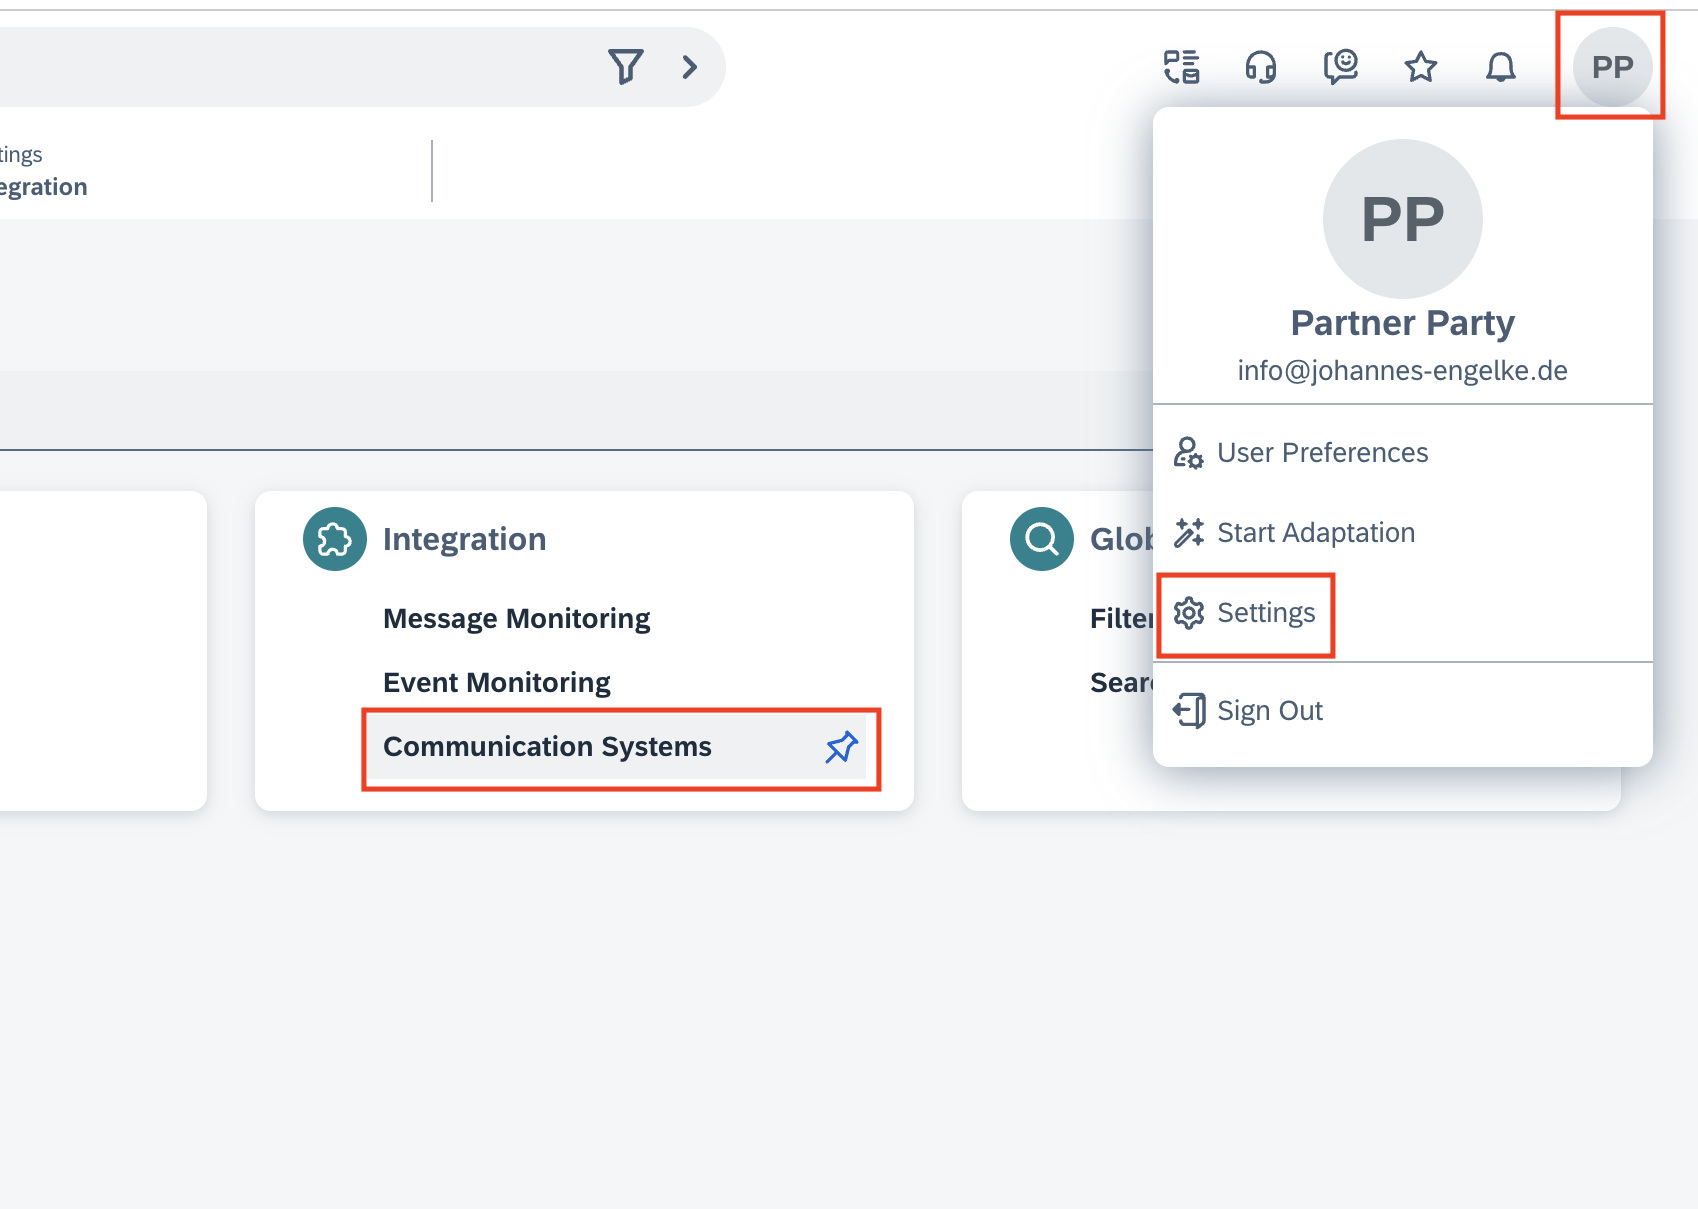 PP
tings
egration
PP
Partner Party
info@johannes-engelke.de
User Preferences
Start Adaptation
Settings
Sign Out
Integration
Message Monitoring
Event Monitoring
Communication Systems
Glob
Filter
Sear